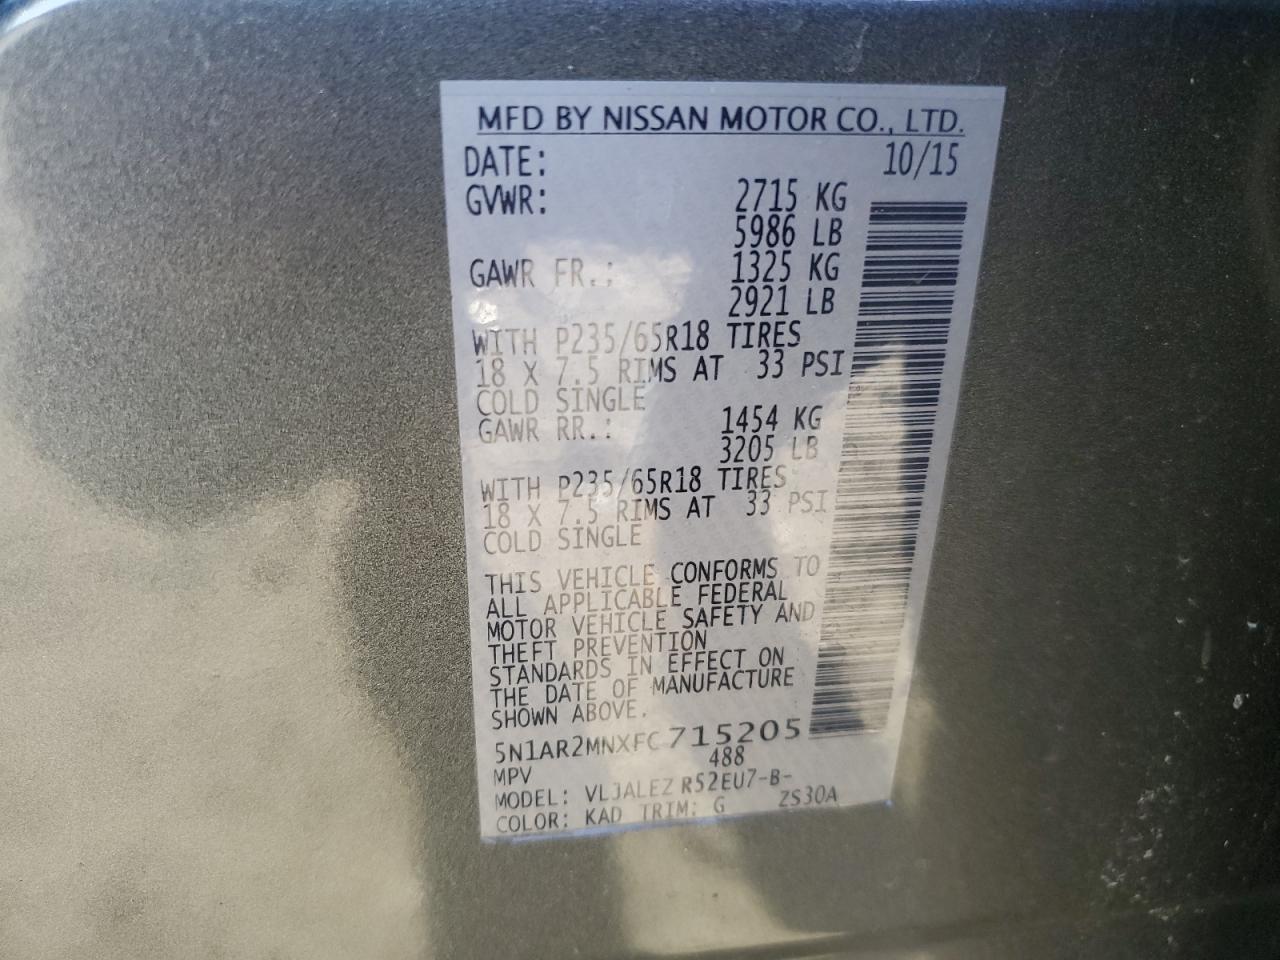 MFD BY NISSAN MOTOR CO., LTD.
DATE: 10/15
GVWR: 2715 KG
5986 LB
GAWR FR.: 1325 KG
2921 LB
WITH P235/65R18 TIRES
18 X 7.5 RIMS AT 33 PSI
COLD SINGLE
GAWR RR.: 1454 KG
3205 LB
WITH P235/65R18 TIRES
18 X 7.5 RIMS AT 33 PSI
COLD SINGLE
THIS VEHICLE CONFORMS TO
ALL APPLICABLE FEDERAL
MOTOR VEHICLE SAFETY AND
THEFT PREVENTION
STANDARDS IN EFFECT ON
THE DATE OF MANUFACTURE
SHOWN ABOVE.
5N1AR2MNXFC715205
MPV 488
MODEL: VLJALEZ R52EU7-B-
COLOR: KAD TRIM: G ZS30A